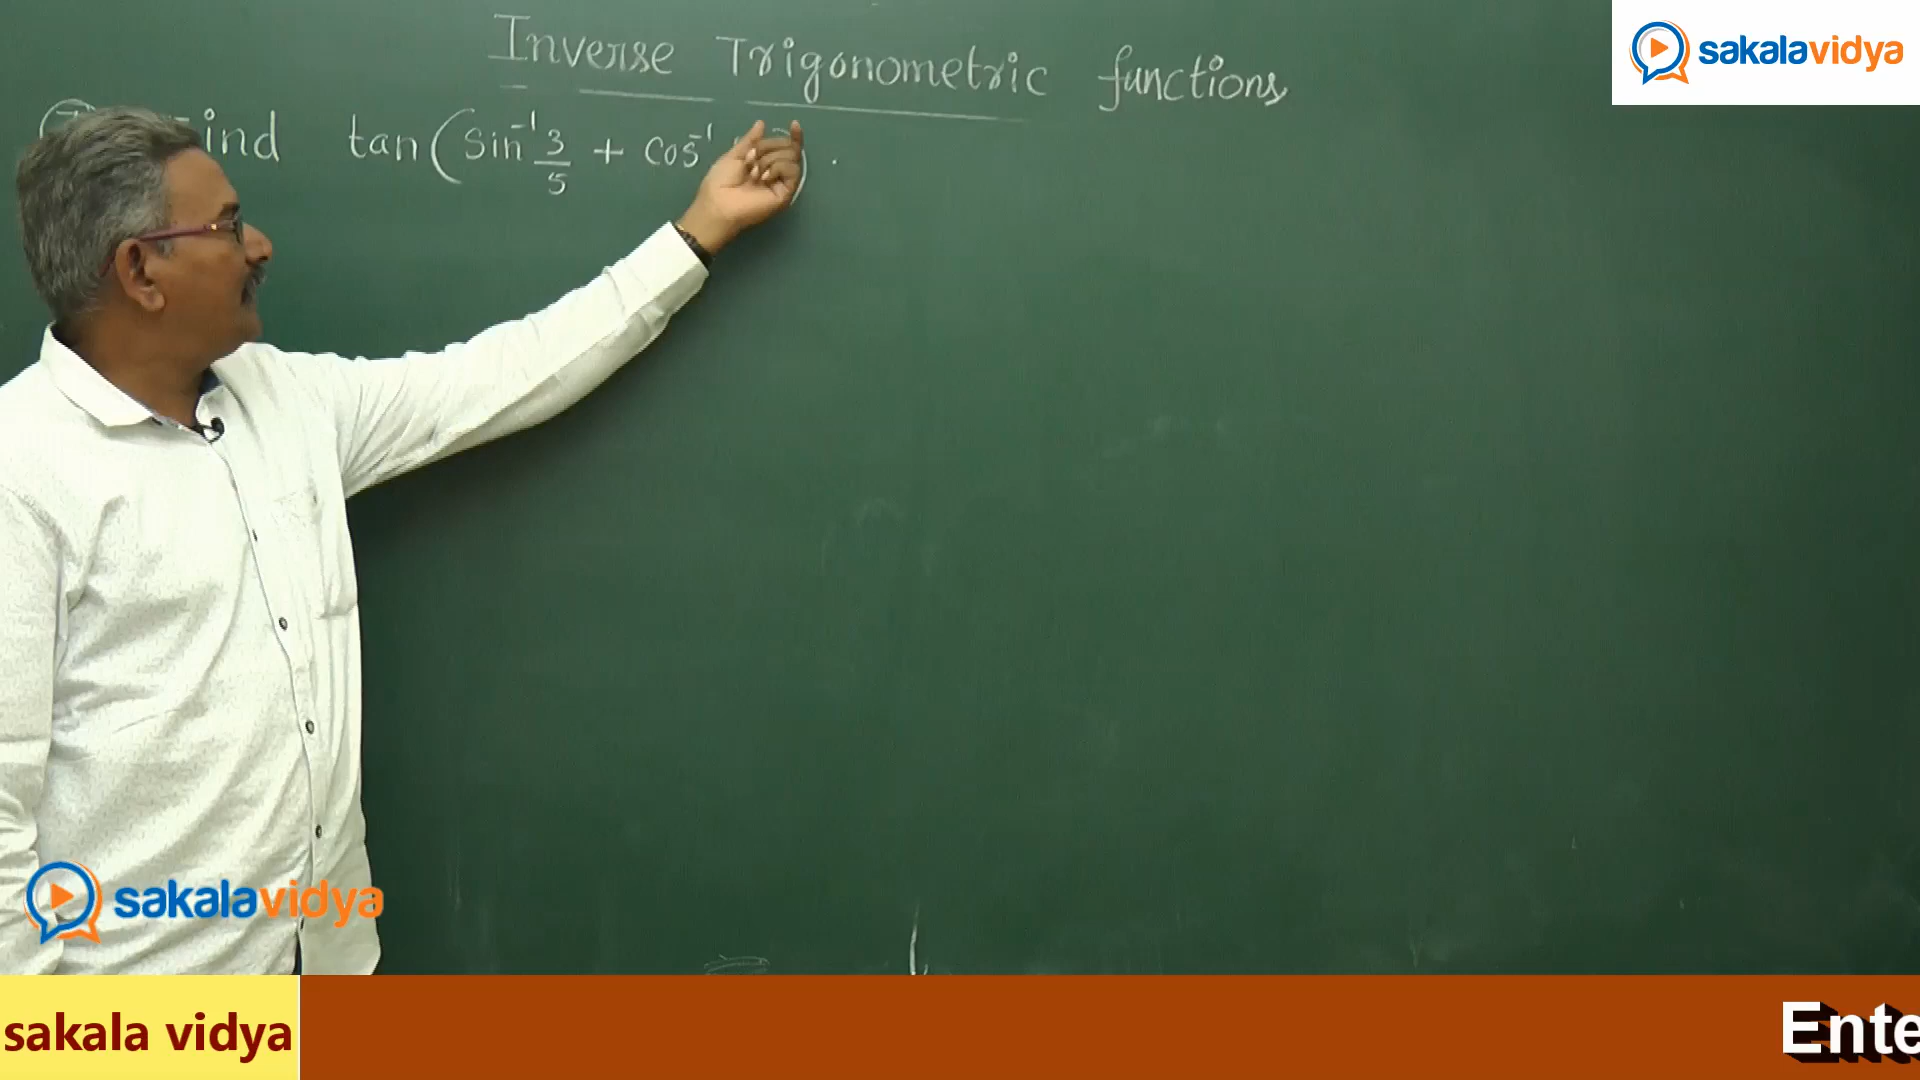 sakalavidya
Inverse Trigonometric functions
ind tan(Sin⁻¹ 3/5 + Cos⁻¹ ) .
sakalavidya
sakala vidya
Ente